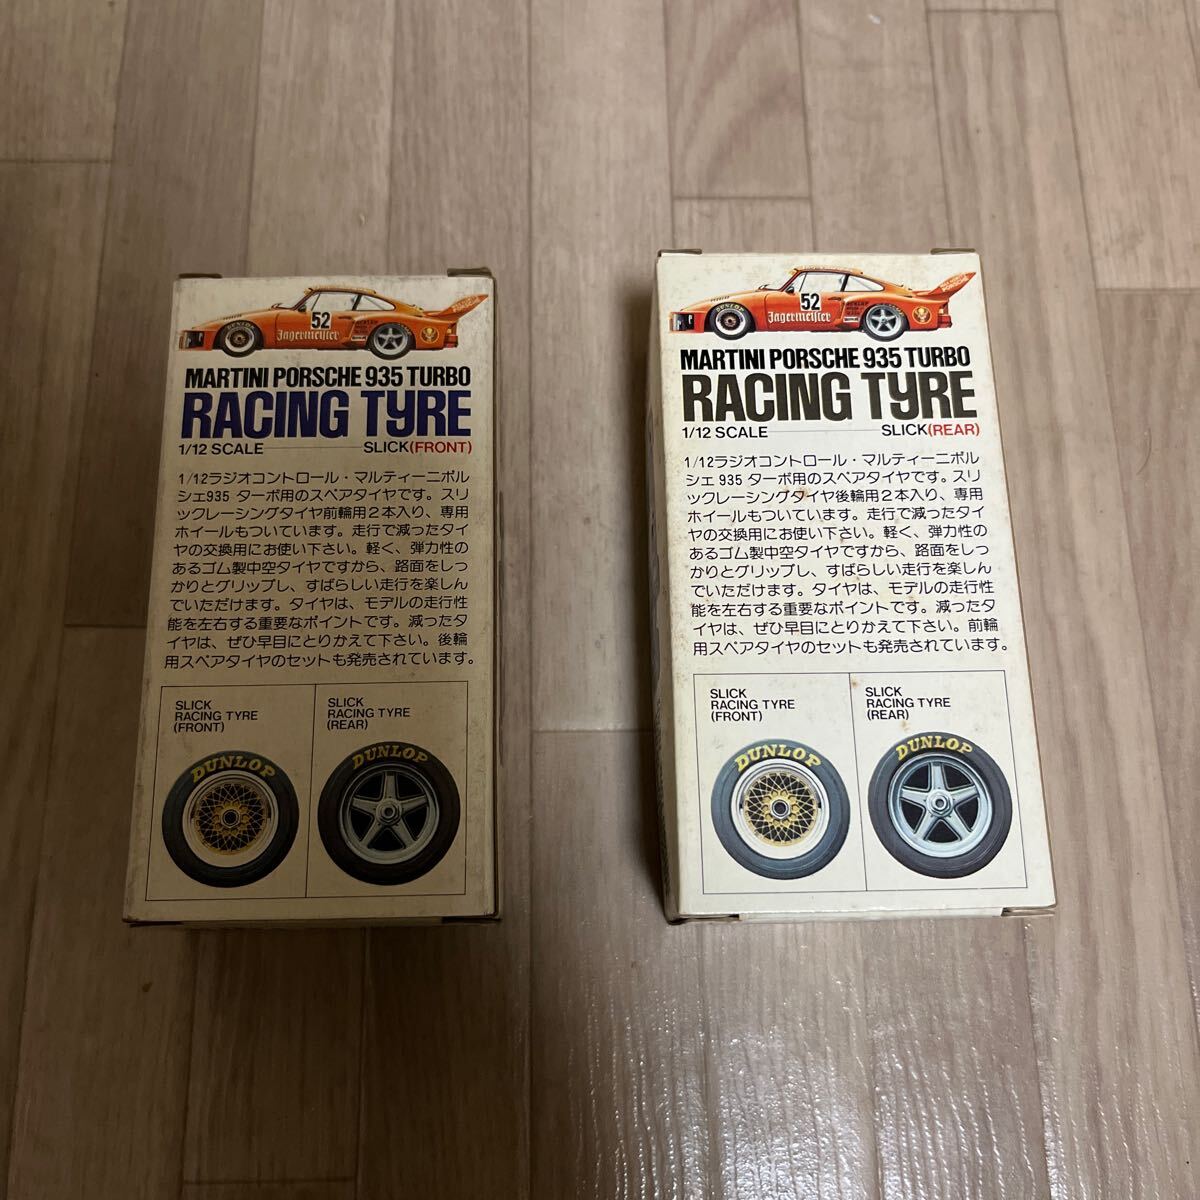 52
DUNLOP
Jägermeister
MARTINI PORSCHE 935 TURBO
RACING TYRE
1/12 SCALE SLICK(FRONT)
1/12ラジオコントロール・マルティーニポル
シェ935 ターボ用のスペアタイヤです。スリ
ックレーシングタイヤ前輪用2本入り、専用
ホイールもついています。走行で減ったタイ
ヤの交換用にお使い下さい。軽く、弾力性の
あるゴム製中空タイヤですから、路面をしっ
かりとグリップし、すばらしい走行を楽しん
でいただけます。タイヤは、モデルの走行性
能を左右する重要なポイントです。減ったタ
イヤは、ぜひ早目にとりかえて下さい。後輪
用スペアタイヤのセットも発売されています。
SLICK
RACING TYRE
(FRONT)
DUNLOP
SLICK
RACING TYRE
(REAR)
DUNLOP
52
DUNLOP
Jägermeister
MARTINI PORSCHE 935 TURBO
RACING TYRE
1/12 SCALE SLICK(REAR)
1/12ラジオコントロール・マルティーニポル
シェ935 ターボ用のスペアタイヤです。スリ
ックレーシングタイヤ後輪用2本入り、専用
ホイールもついています。走行で減ったタイ
ヤの交換用にお使い下さい。軽く、弾力性の
あるゴム製中空タイヤですから、路面をしっ
かりとグリップし、すばらしい走行を楽しん
でいただけます。タイヤは、モデルの走行性
能を左右する重要なポイントです。減ったタ
イヤは、ぜひ早目にとりかえて下さい。前輪
用スペアタイヤのセットも発売されています。
SLICK
RACING TYRE
(FRONT)
DUNLOP
SLICK
RACING TYRE
(REAR)
DUNLOP